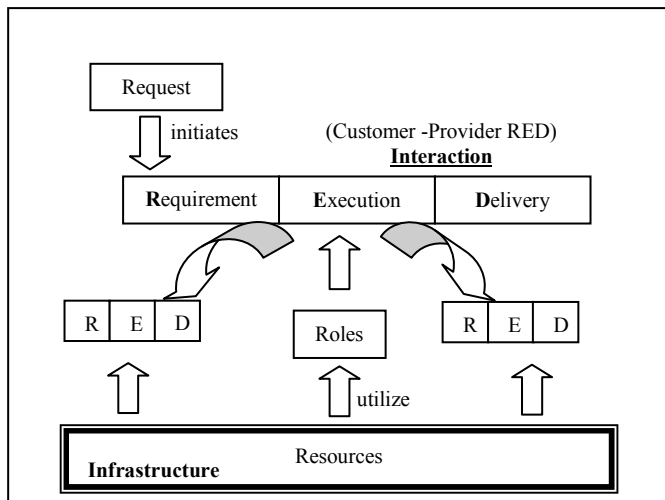 Request
initiates
(Customer -Provider RED)
Interaction
Requirement Execution Delivery
R E D
R E D
Roles
utilize
Resources
Infrastructure